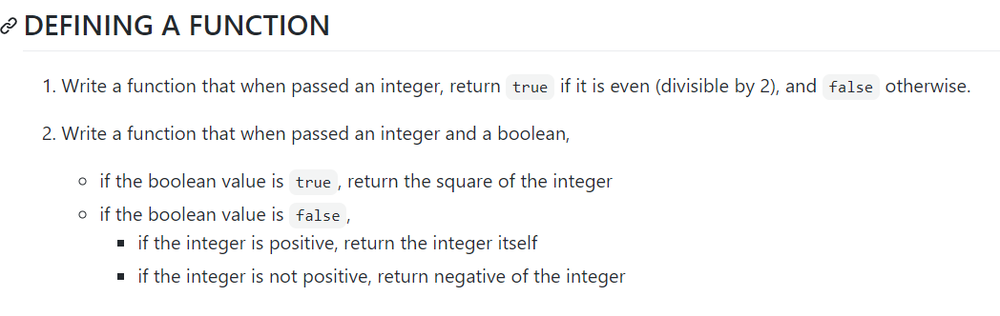 DEFINING A FUNCTION
1. Write a function that when passed an integer, return true if it is even (divisible by 2), and false otherwise.
2. Write a function that when passed an integer and a boolean,
if the boolean value is true, return the square of the integer
if the boolean value is false,
if the integer is positive, return the integer itself
if the integer is not positive, return negative of the integer